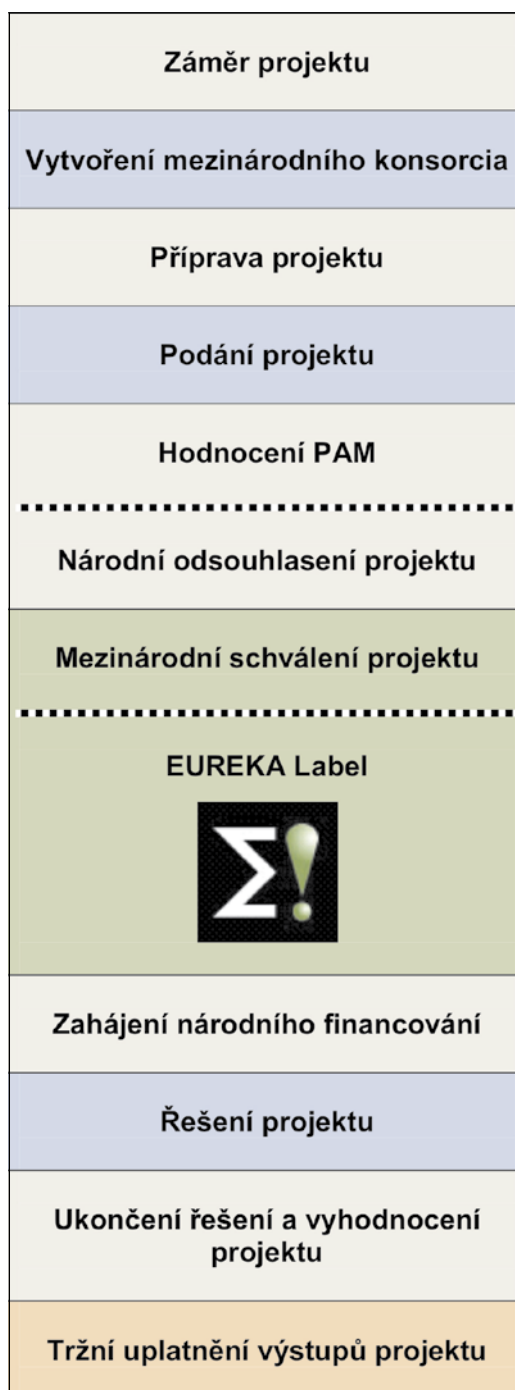 Záměr projektu
Vytvoření mezinárodního konsorcia
Příprava projektu
Podání projektu
Hodnocení PAM
Národní odsouhlasení projektu
Mezinárodní schválení projektu
EUREKA Label
Σ!
Zahájení národního financování
Řešení projektu
Ukončení řešení a vyhodnocení
projektu
Tržní uplatnění výstupů projektu